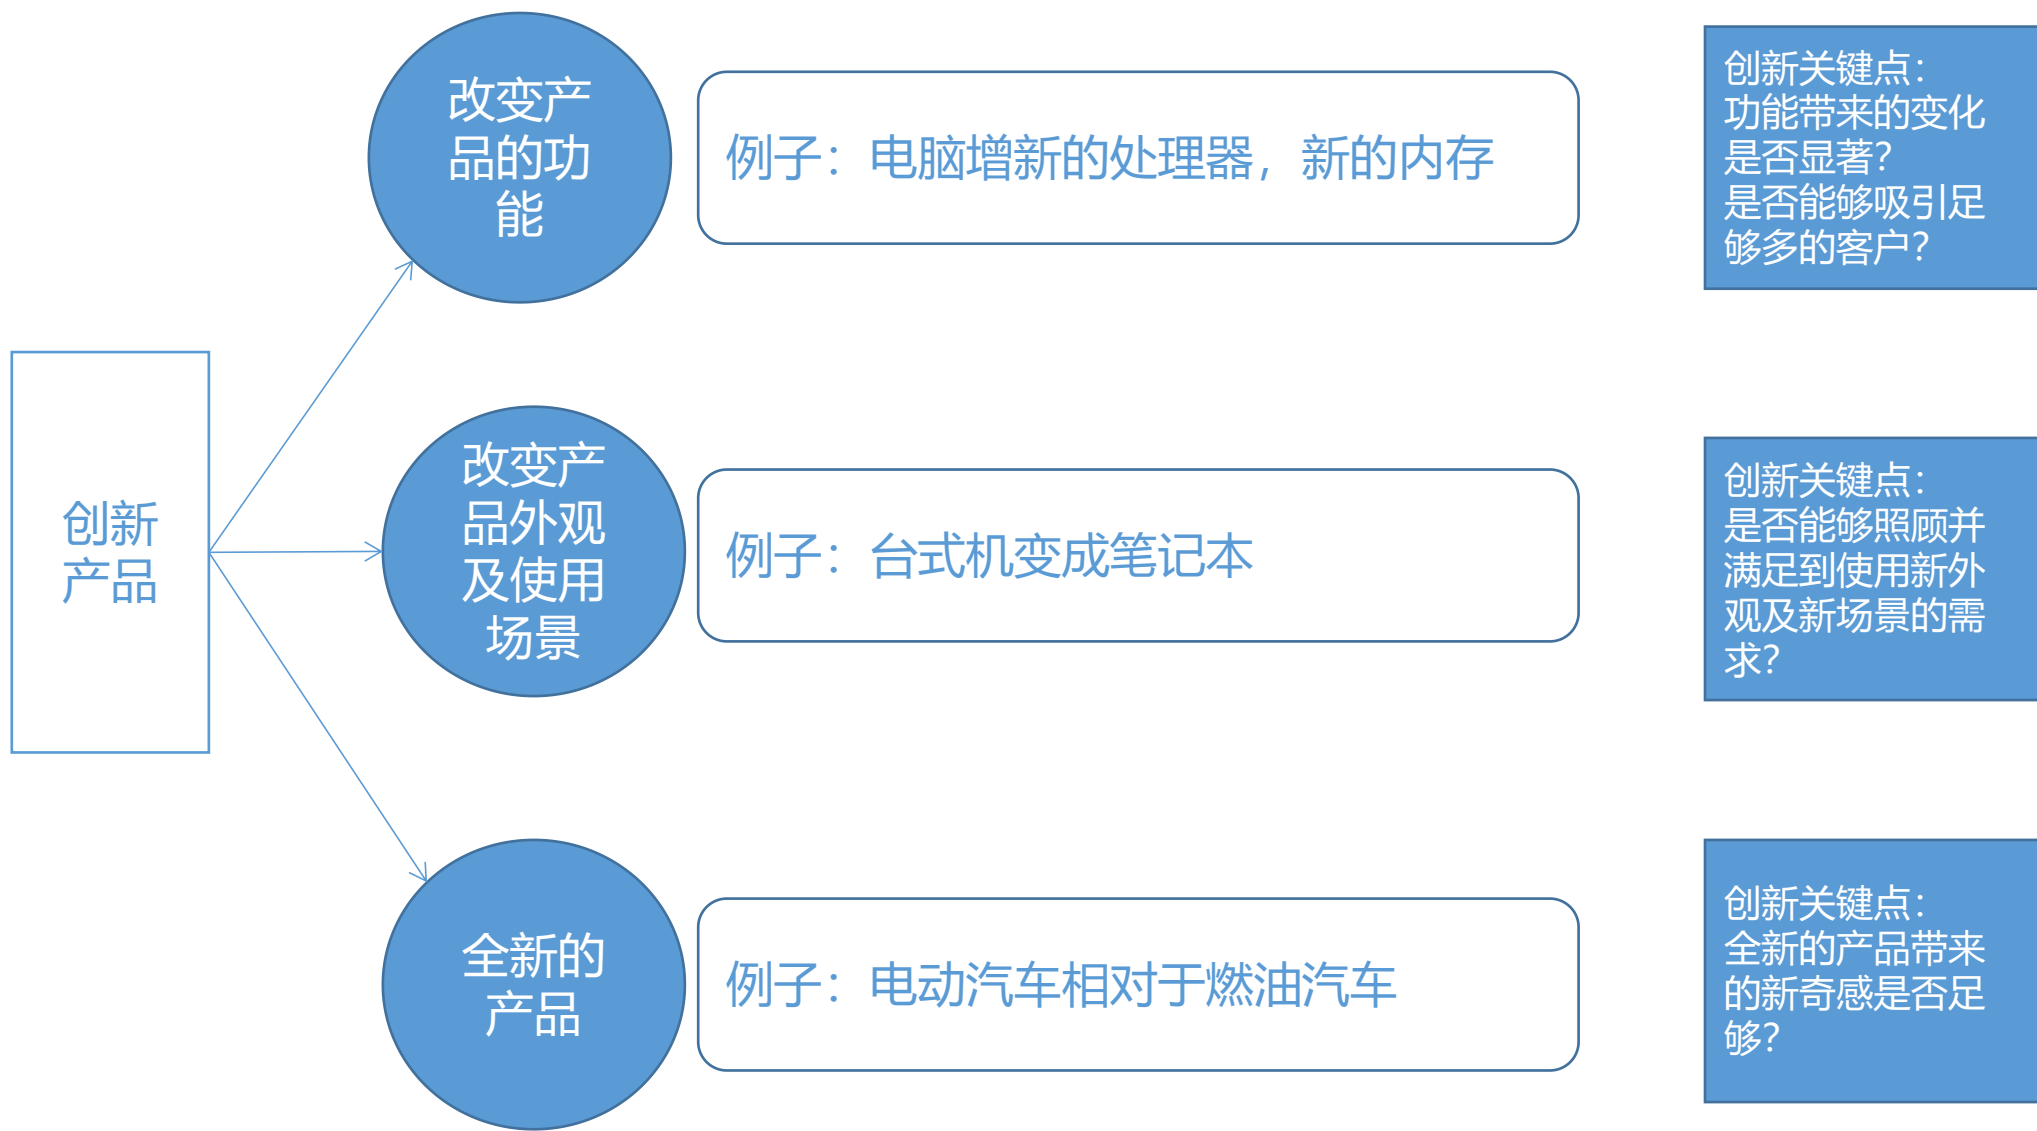 创新
产品
改变产
品的功
能
例子：电脑增新的处理器，新的内存
创新关键点：
功能带来的变化
是否显著？
是否能够吸引足
够多的客户？
改变产
品外观
及使用
场景
例子：台式机变成笔记本
创新关键点：
是否能够照顾并
满足到使用新外
观及新场景的需
求？
全新的
产品
例子：电动汽车相对于燃油汽车
创新关键点：
全新的产品带来
的新奇感是否足
够？